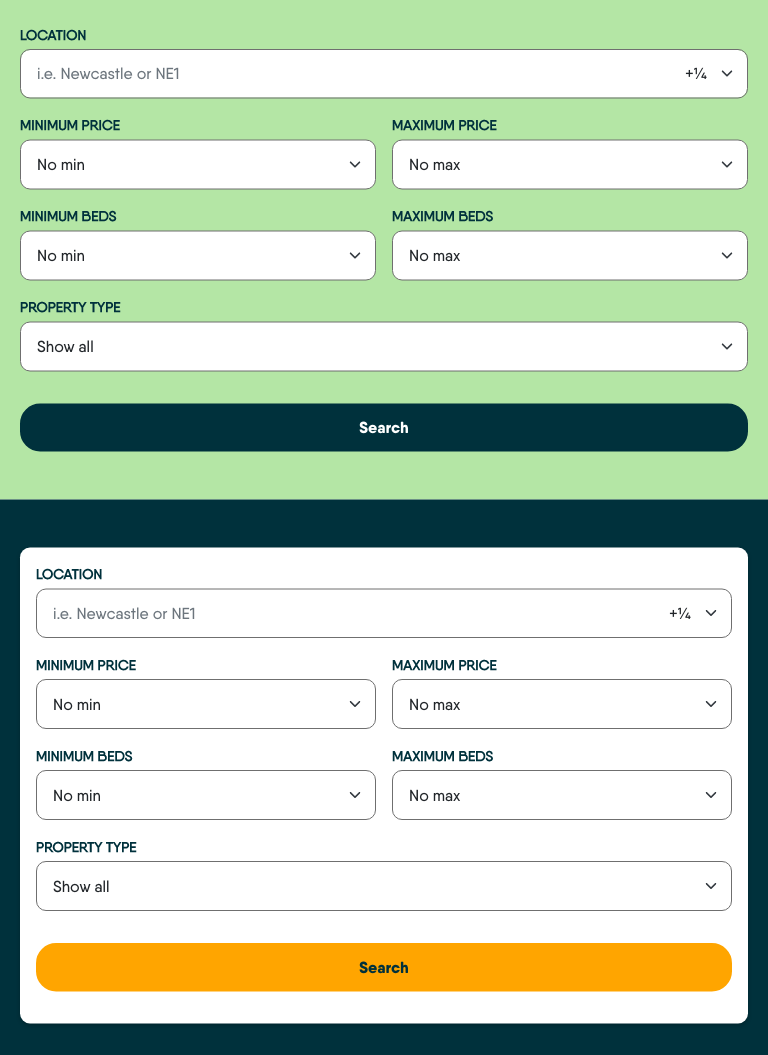 LOCATION
i.e. Newcastle or NE1 +¼
MINIMUM PRICE MAXIMUM PRICE
No min No max
MINIMUM BEDS MAXIMUM BEDS
No min No max
PROPERTY TYPE
Show all
Search
LOCATION
i.e. Newcastle or NE1 +¼
MINIMUM PRICE MAXIMUM PRICE
No min No max
MINIMUM BEDS MAXIMUM BEDS
No min No max
PROPERTY TYPE
Show all
Search